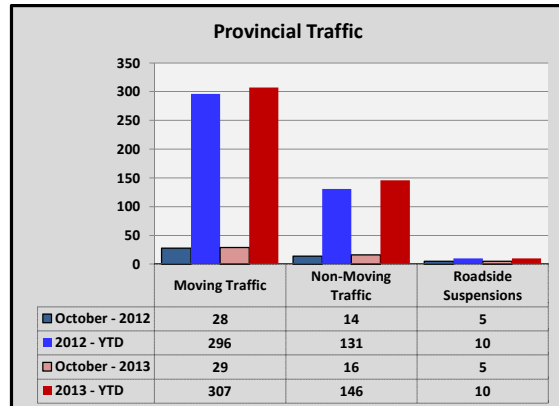 Provincial Traffic
350
300
250
200
150
100
50
0
Moving Traffic Non-Moving Traffic Roadside Suspensions
October - 2012 28 14 5
2012 - YTD 296 131 10
October - 2013 29 16 5
2013 - YTD 307 146 10